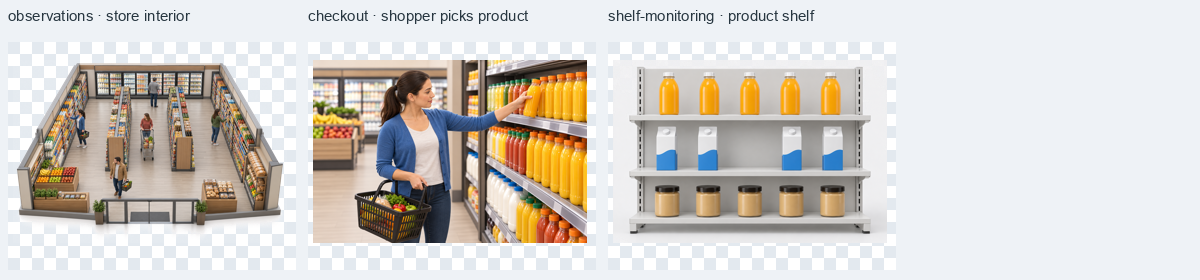 observations · store interior
checkout · shopper picks product
shelf-monitoring · product shelf